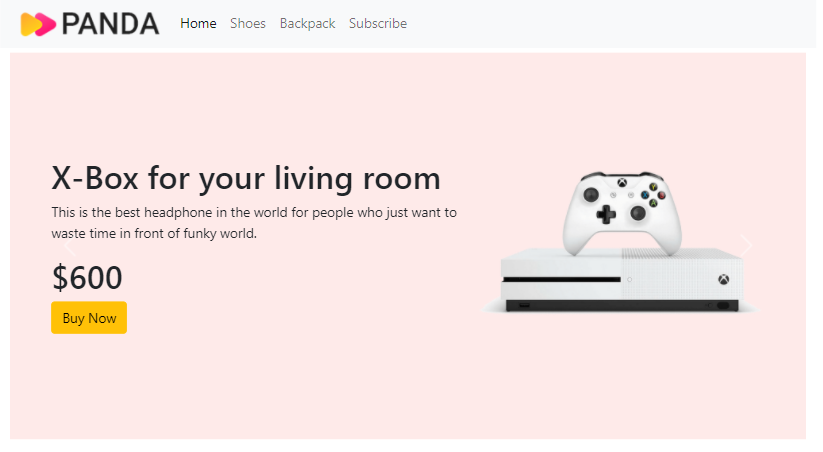 PANDA Home Shoes Backpack Subscribe
X-Box for your living room
This is the best headphone in the world for people who just want to
waste time in front of funky world.
$600
Buy Now